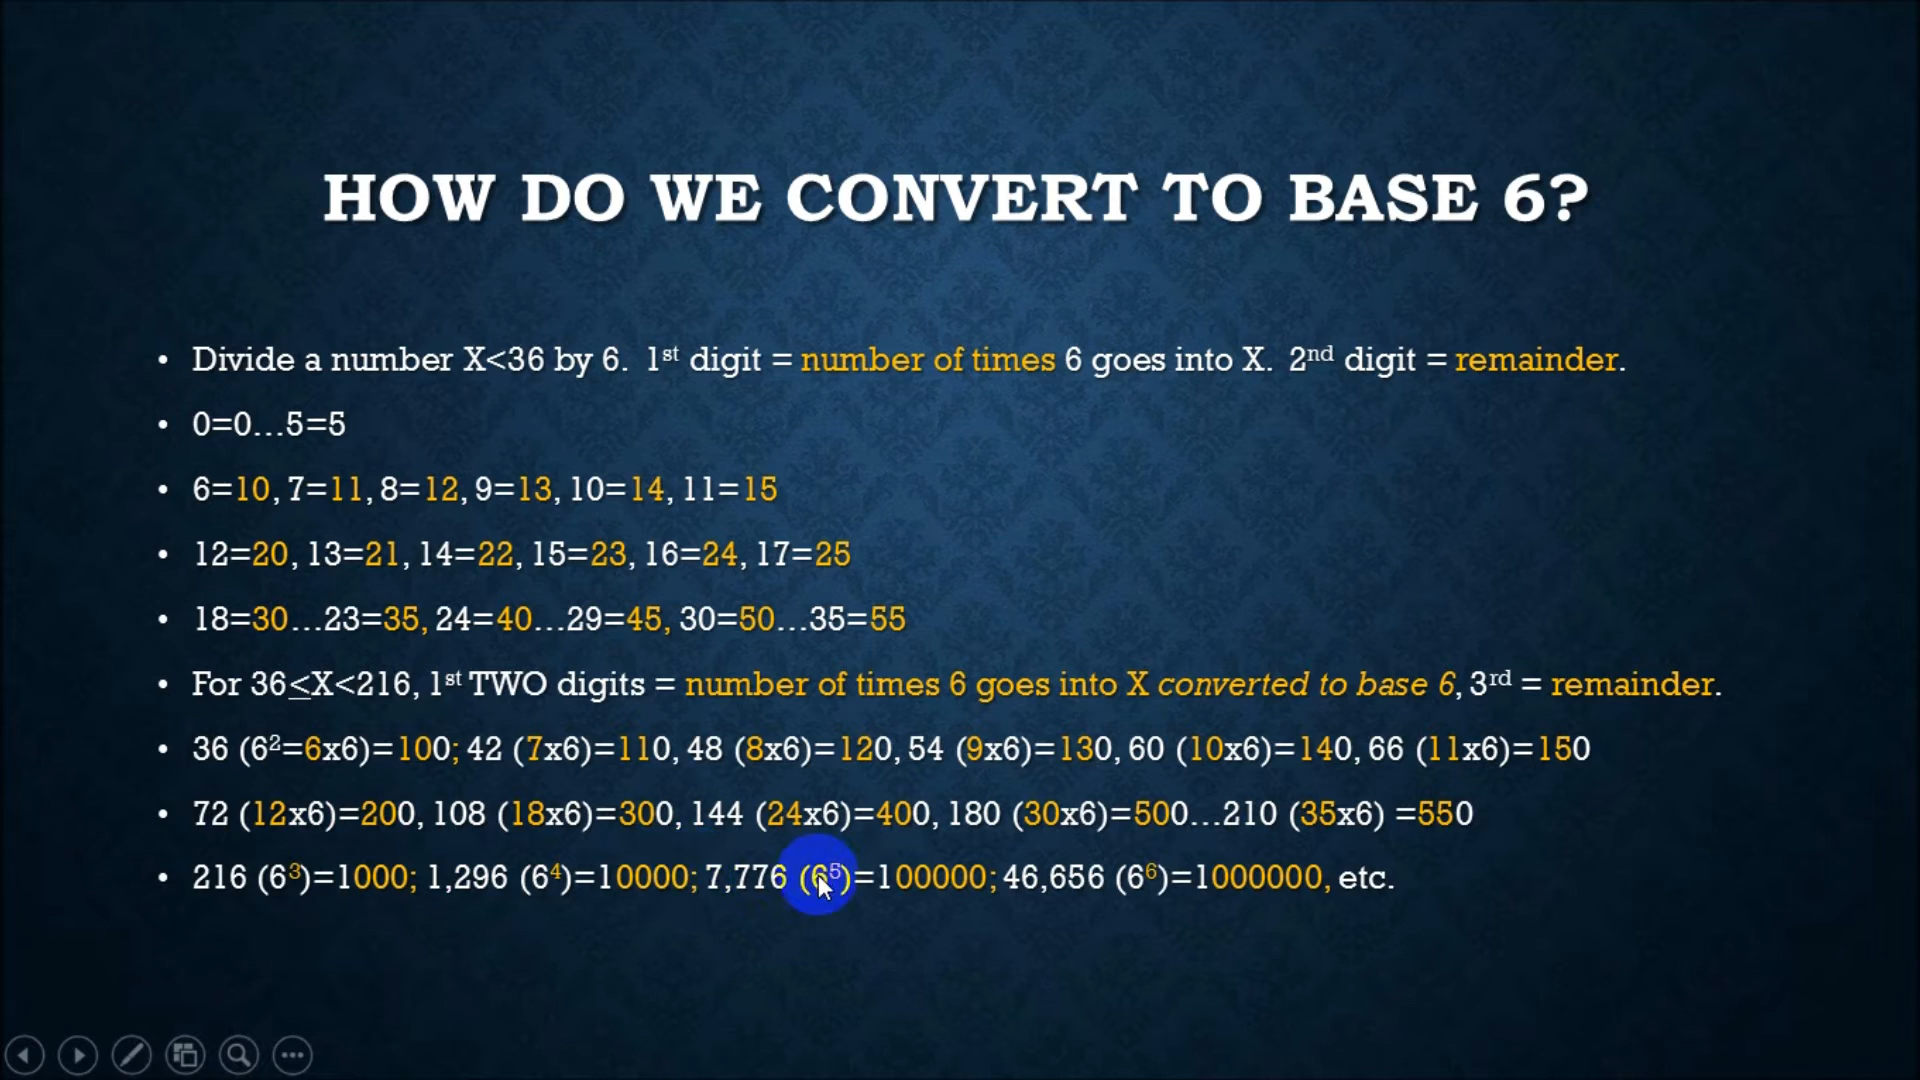 HOW DO WE CONVERT TO BASE 6?
• Divide a number X<36 by 6. 1st digit = number of times 6 goes into X. 2nd digit = remainder.
• 0=0…5=5
• 6=10, 7=11, 8=12, 9=13, 10=14, 11=15
• 12=20, 13=21, 14=22, 15=23, 16=24, 17=25
• 18=30…23=35, 24=40…29=45, 30=50…35=55
• For 36≤X<216, 1st TWO digits = number of times 6 goes into X converted to base 6, 3rd = remainder.
• 36 (6²=6x6)=100; 42 (7x6)=110, 48 (8x6)=120, 54 (9x6)=130, 60 (10x6)=140, 66 (11x6)=150
• 72 (12x6)=200, 108 (18x6)=300, 144 (24x6)=400, 180 (30x6)=500…210 (35x6) =550
• 216 (6³)=1000; 1,296 (6⁴)=10000; 7,776 (6⁵)=100000; 46,656 (6⁶)=1000000, etc.